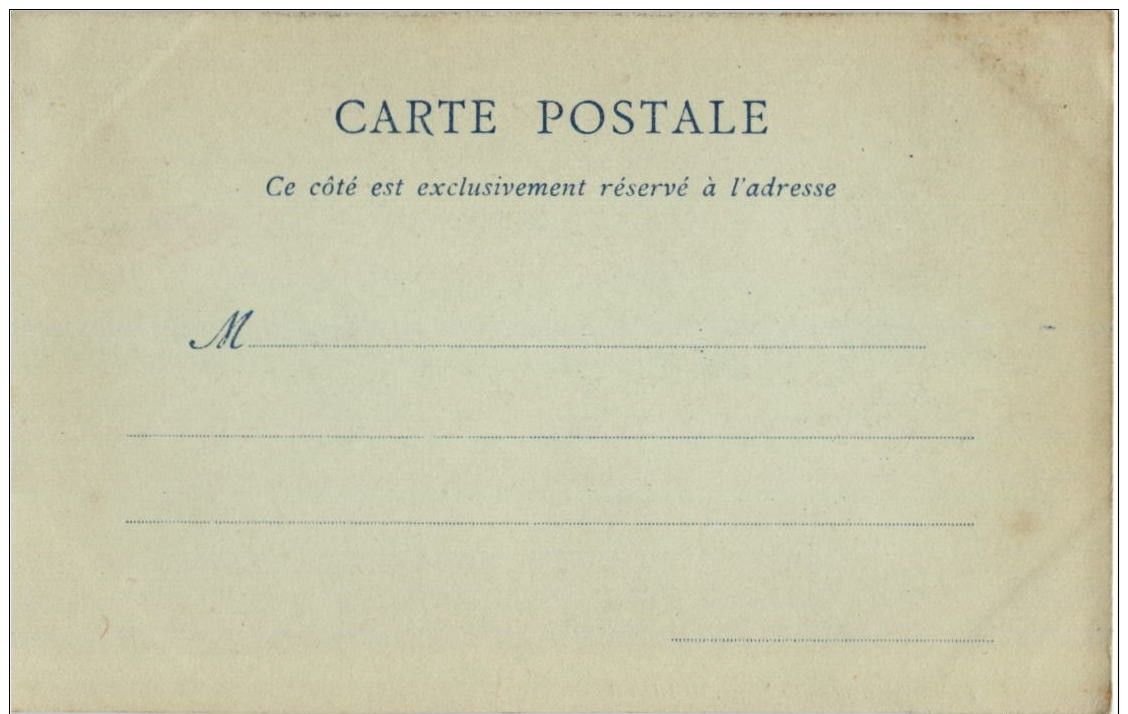 CARTE POSTALE
Ce côté est exclusivement réservé à l'adresse
M